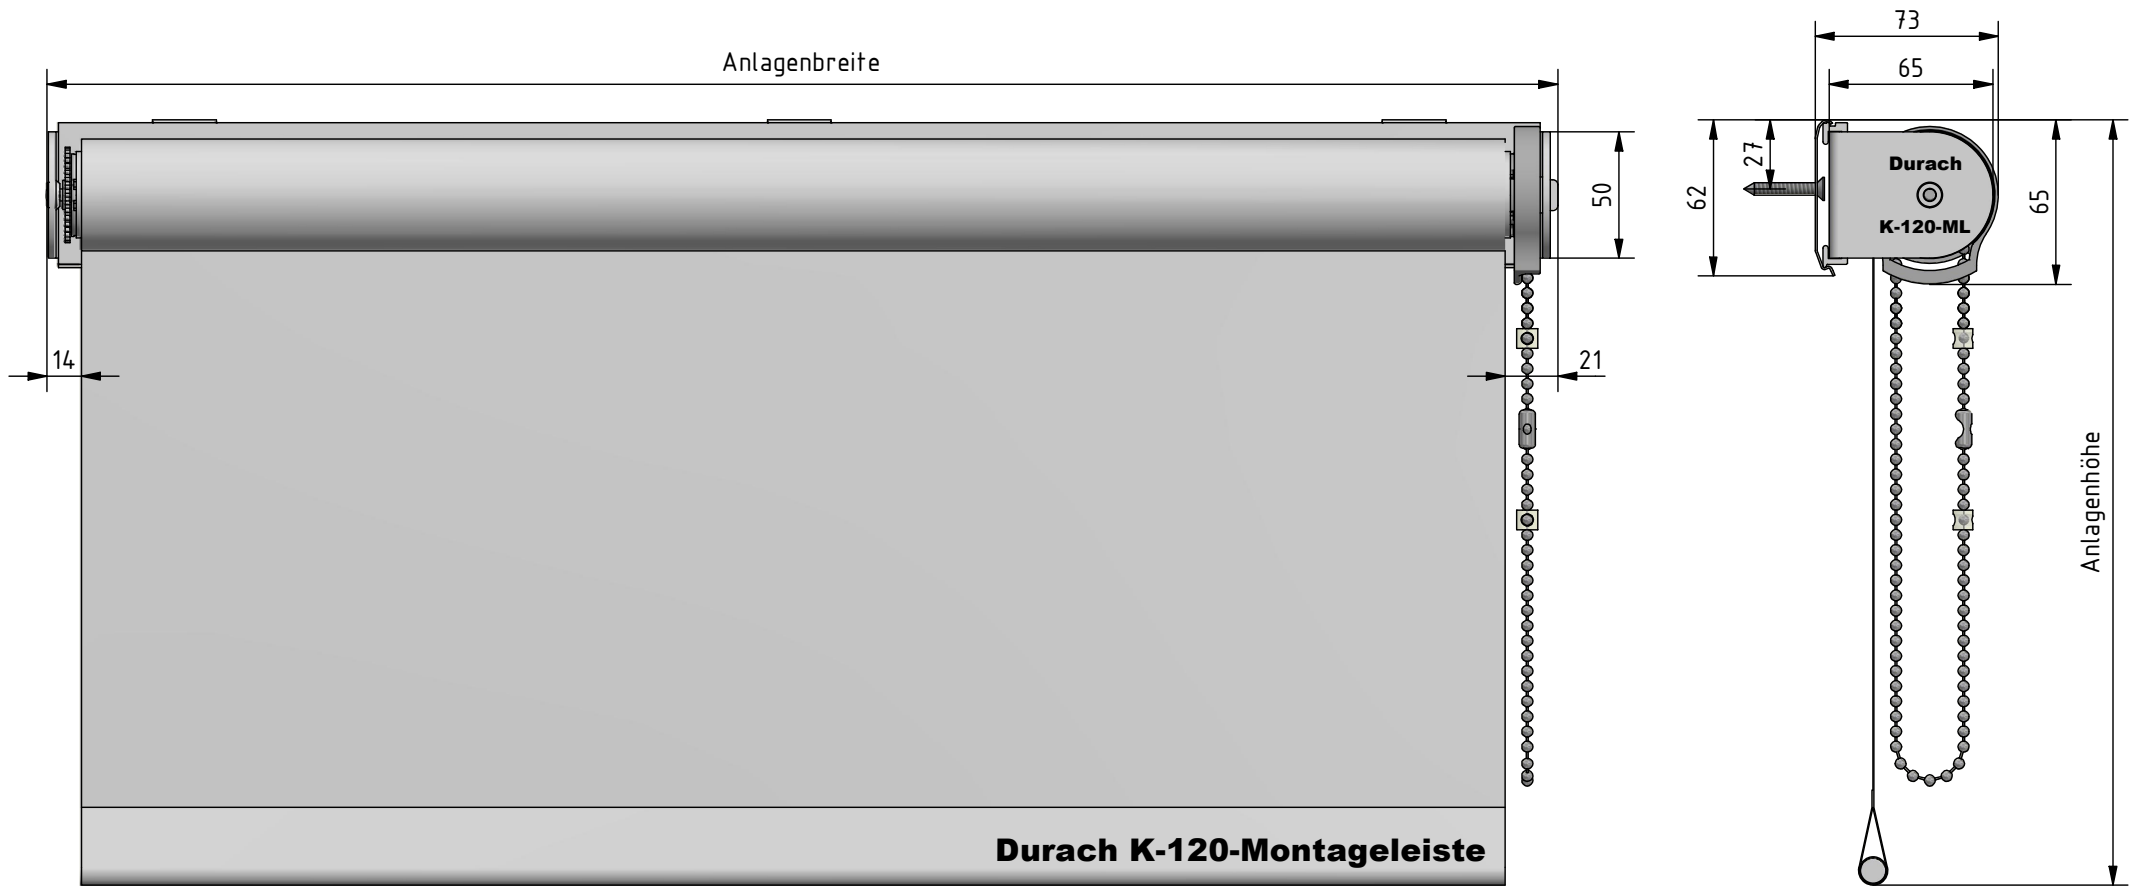 Anlagenbreite
73
65
Durach
K-120-ML
27
62
65
50
14
21
Anlagenhöhe
Durach K-120-Montageleiste